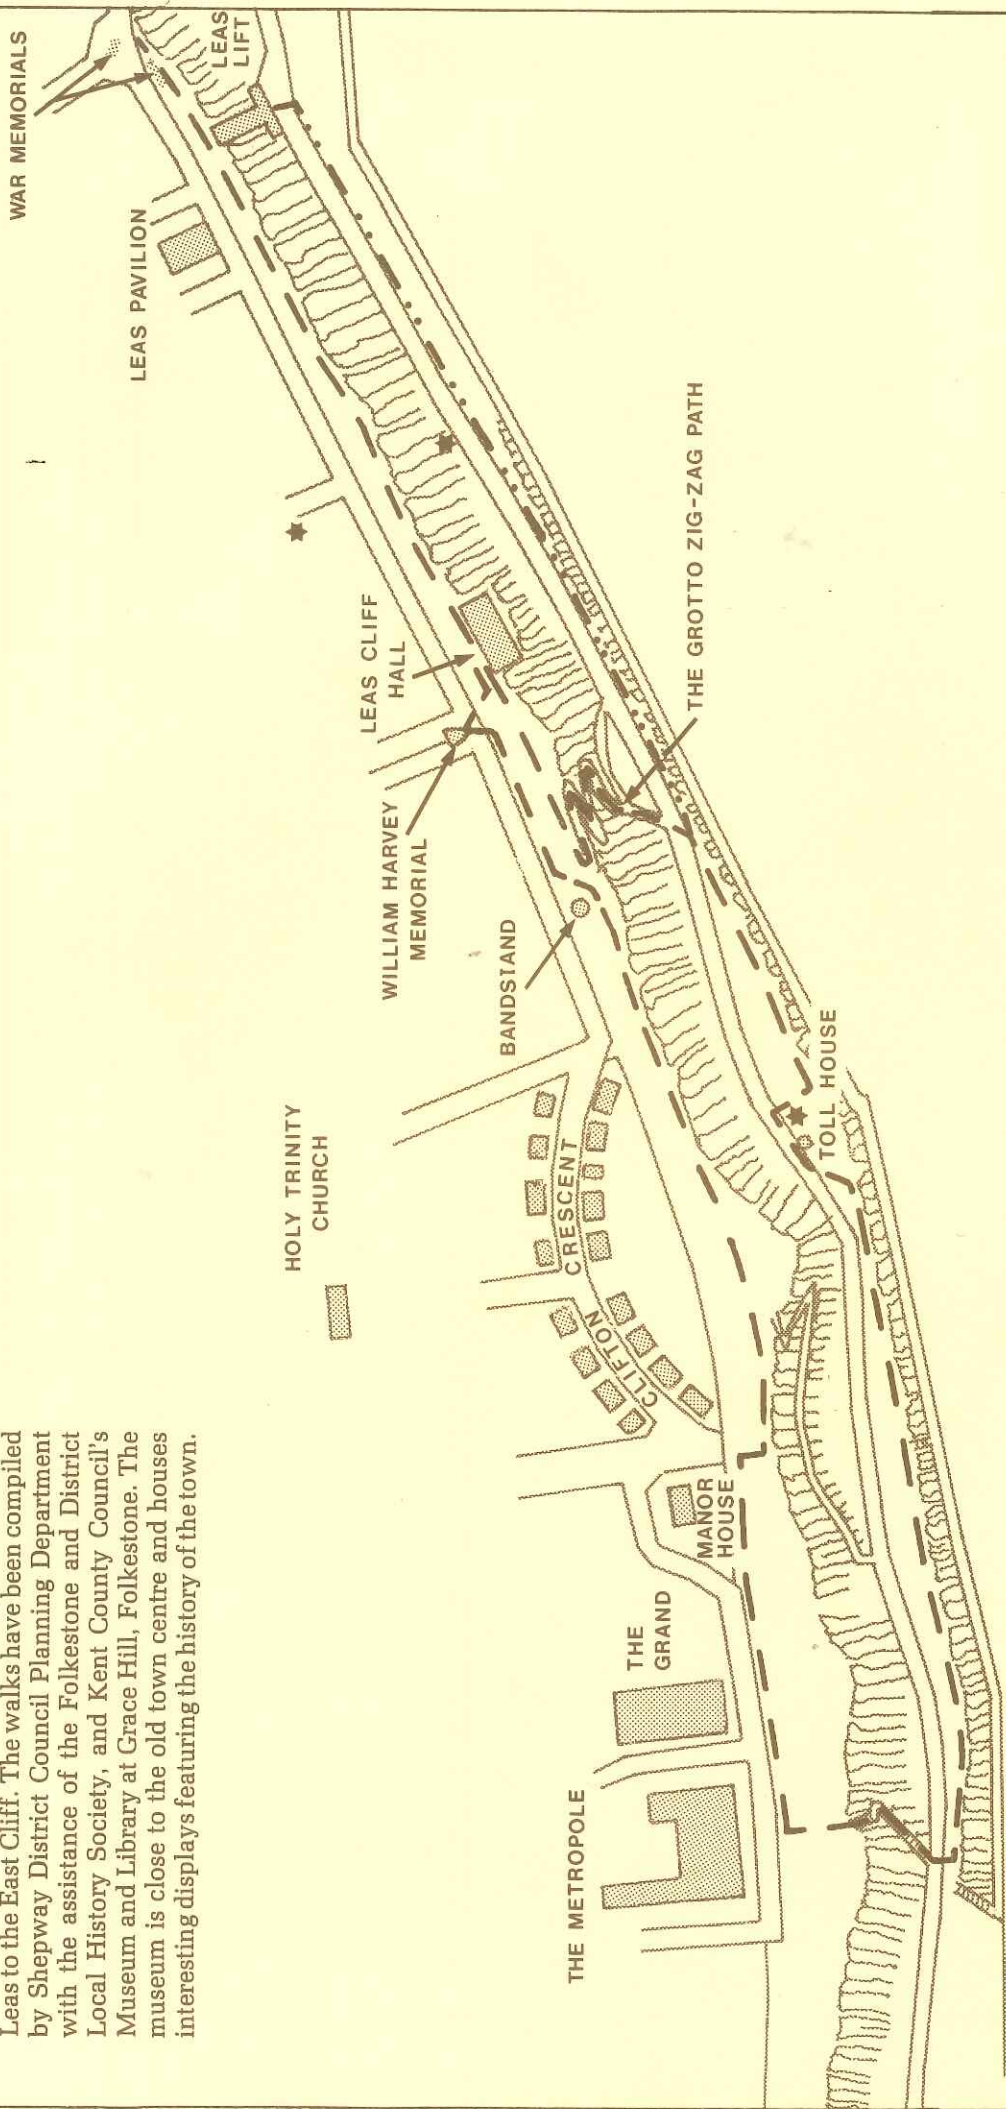 Leas to the East Cliff. The walks have been compiled
by Shepway District Council Planning Department
with the assistance of the Folkestone and District
Local History Society, and Kent County Council's
Museum and Library at Grace Hill, Folkestone. The
museum is close to the old town centre and houses
interesting displays featuring the history of the town.
THE METROPOLE
THE
GRAND
MANOR
HOUSE
CLIFTON
CRESCENT
HOLY TRINITY
CHURCH
TOLL HOUSE
BANDSTAND
WILLIAM HARVEY
MEMORIAL
LEAS CLIFF
HALL
THE GROTTO ZIG-ZAG PATH
LEAS PAVILION
WAR MEMORIALS
LEAS
LIFT